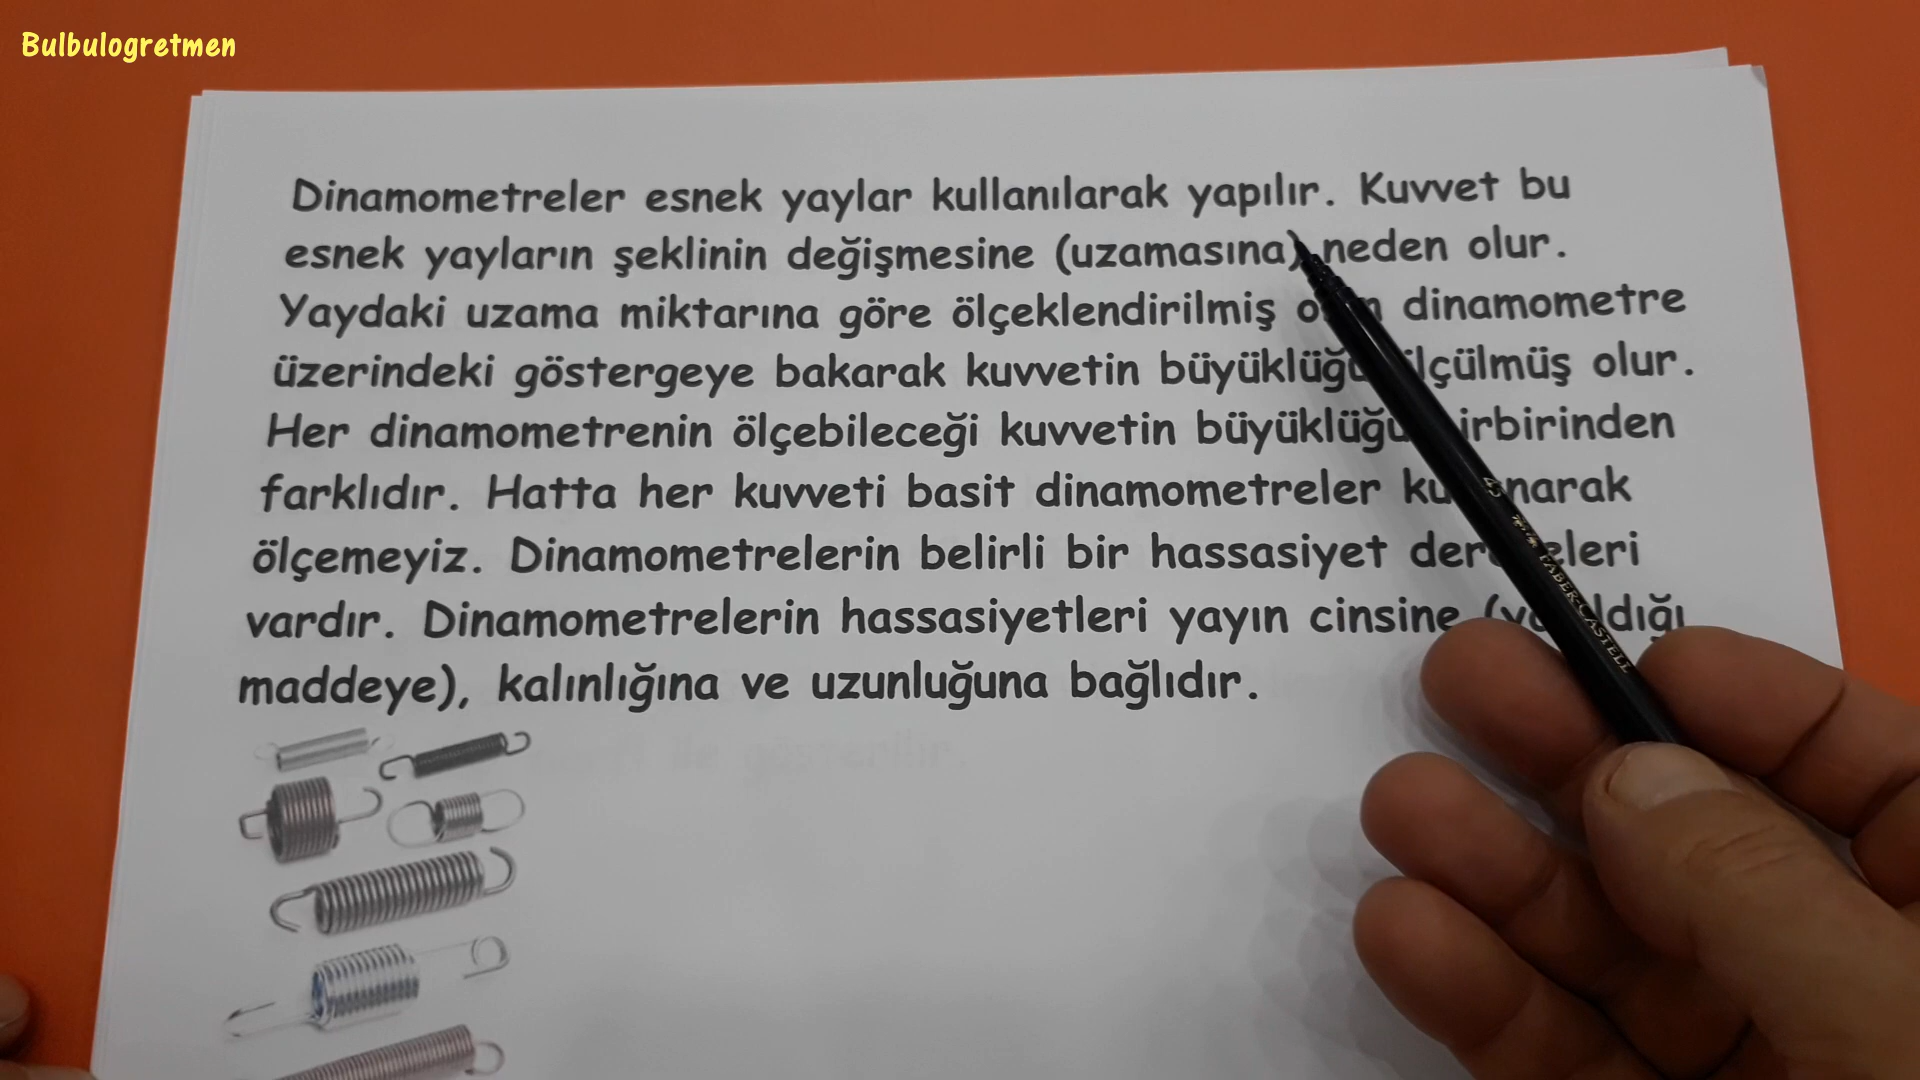 Bulbulogretmen
Dinamometreler esnek yaylar kullanılarak yapılır. Kuvvet bu
esnek yayların şeklinin değişmesine (uzamasına) neden olur.
Yaydaki uzama miktarına göre ölçeklendirilmiş dinamometre
üzerindeki göstergeye bakarak kuvvetin büyüklüğü ölçülmüş olur.
Her dinamometrenin ölçebileceği kuvvetin büyüklüğü birbirinden
farklıdır. Hatta her kuvveti basit dinamometreler kullanarak
ölçemeyiz. Dinamometrelerin belirli bir hassasiyet dereceleri
vardır. Dinamometrelerin hassasiyetleri yayın cinsine (yapıldığı
maddeye), kalınlığına ve uzunluğuna bağlıdır.
FABER-CASTELL